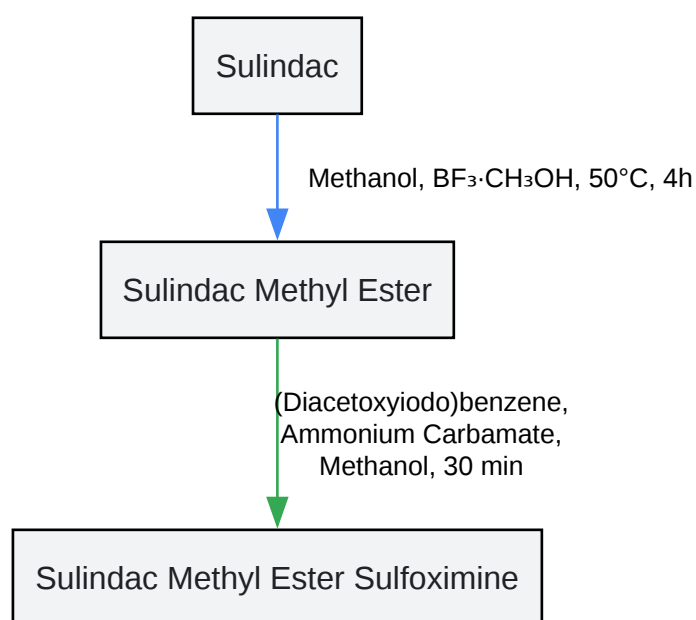 Sulindac
Methanol, BF₃·CH₃OH, 50°C, 4h
Sulindac Methyl Ester
(Diacetoxyiodo)benzene,
Ammonium Carbamate,
Methanol, 30 min
Sulindac Methyl Ester Sulfoximine